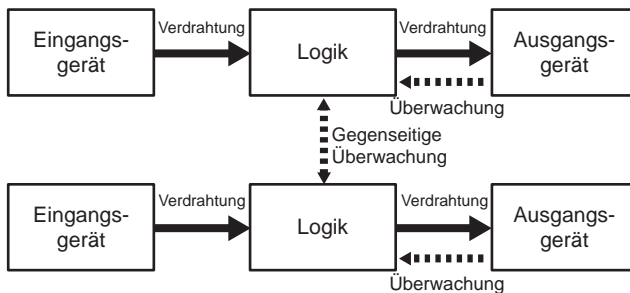 Verdrahtung
Verdrahtung
Eingangs-
gerät
Logik
Ausgangs-
gerät
Überwachung
Gegenseitige
Überwachung
Verdrahtung
Verdrahtung
Eingangs-
gerät
Logik
Ausgangs-
gerät
Überwachung